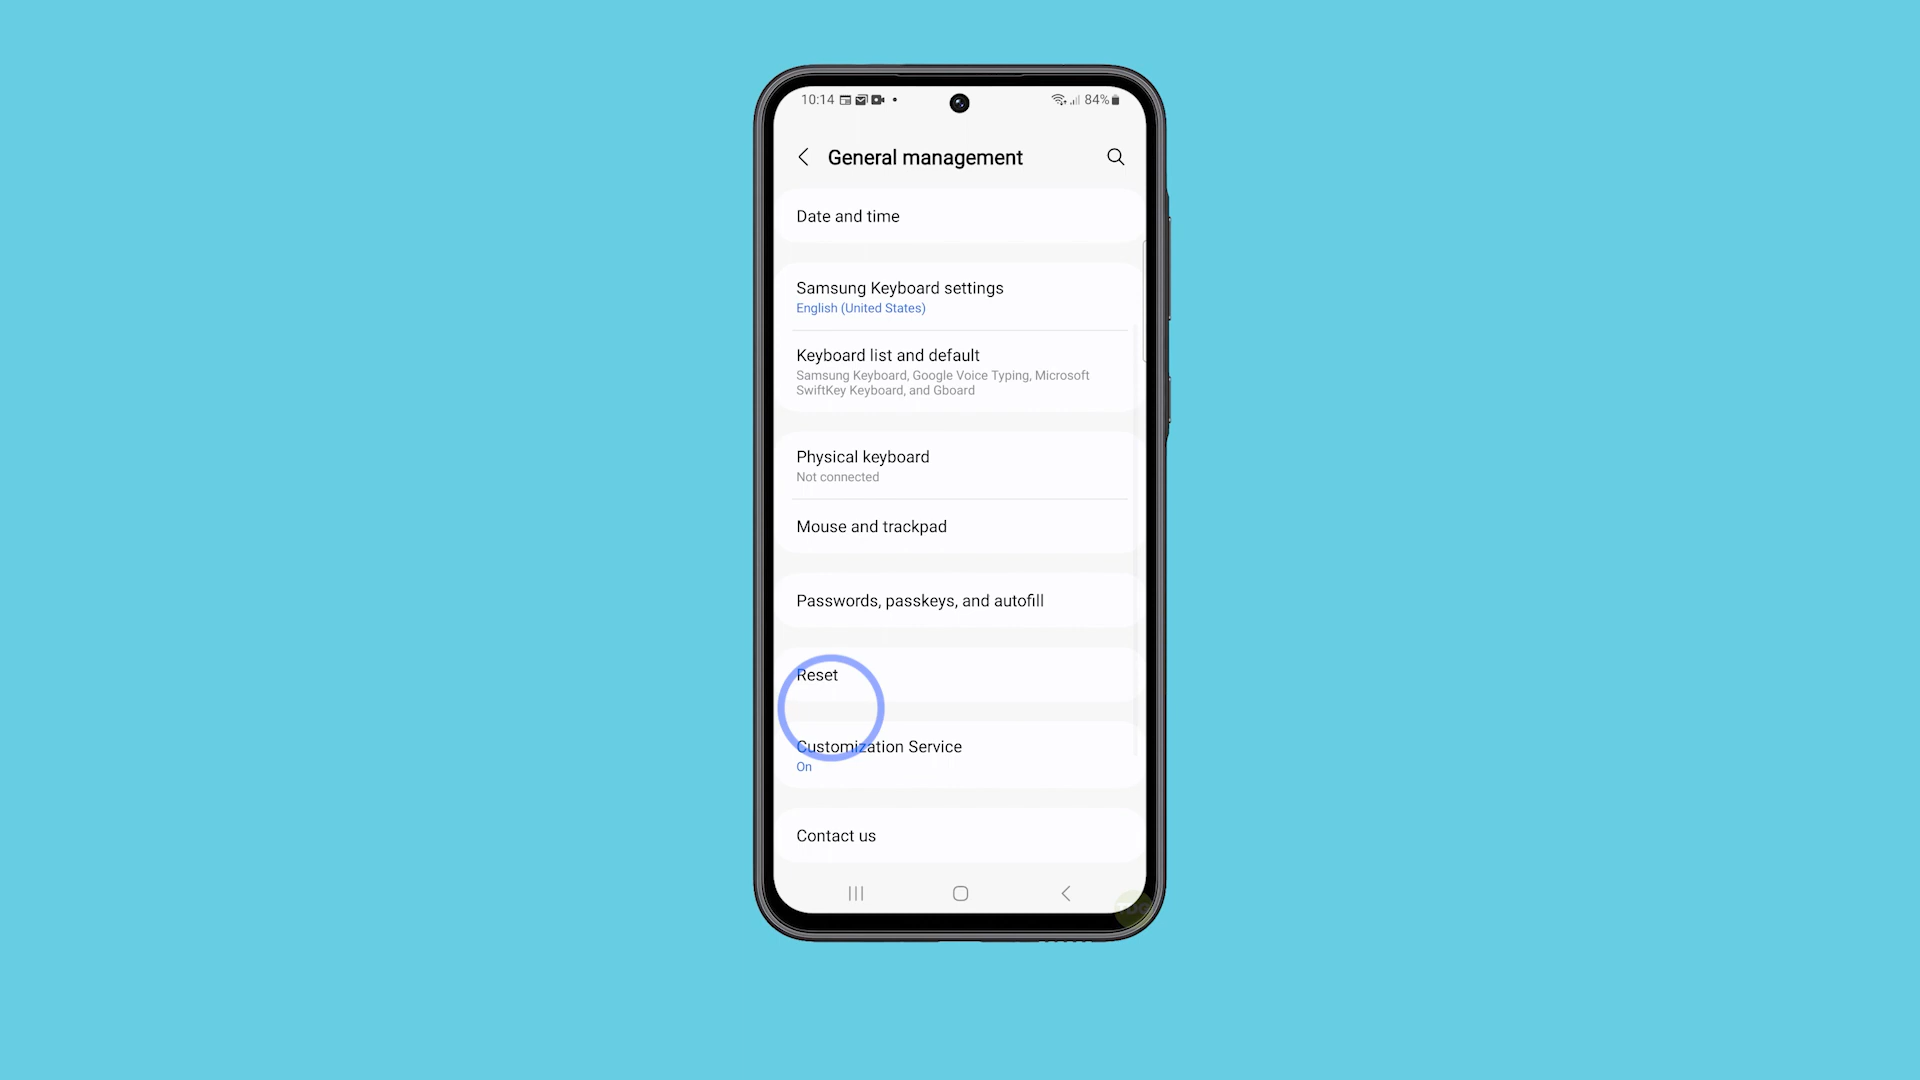 10:14
84%
General management
Date and time
Samsung Keyboard settings
English (United States)
Keyboard list and default
Samsung Keyboard, Google Voice Typing, Microsoft
SwiftKey Keyboard, and Gboard
Physical keyboard
Not connected
Mouse and trackpad
Passwords, passkeys, and autofill
Reset
Customization Service
On
Contact us